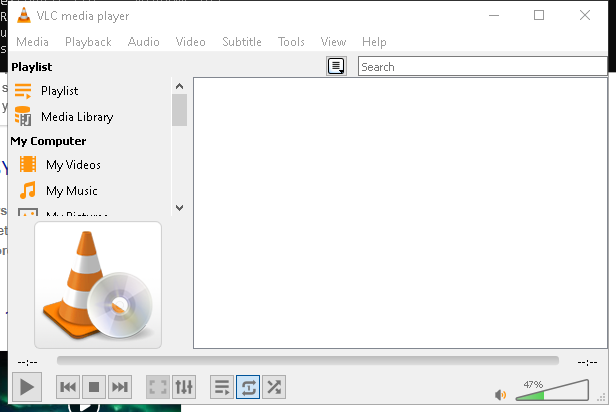 VLC media player
Media Playback Audio Video Subtitle Tools View Help
Playlist
Search
Playlist
Media Library
My Computer
My Videos
My Music
My Pictures
--:--
--:--
47%